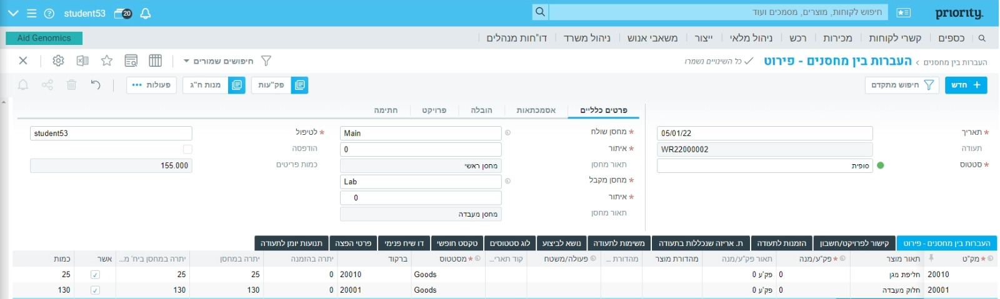 priority. חיפוש לקוחות, מוצרים, מסמכים ועוד 20 student53
כספים קשרי לקוחות מכירות רכש ניהול מלאי ייצור משאבי אנוש ניהול משרד דו"חות מנהלים Aid Genomics
העברות בין מחסנים > העברות בין מחסנים - פירוט כל השינויים נשמרו חיפושים שמורים
+ חדש חיפוש מתקדם פק"עות מנות ח"ג פעולות
פרטים כלליים אסמכתאות הובלה פרויקט חתימה
* תאריך 05/01/22 * מחסן שולח Main * לטיפול student53
תעודה WR22000002 * איתור 0 הודפסה
* סטטוס סופית תאור מחסן מחסן ראשי כמות פריטים 155.000
* מחסן מקבל Lab
* איתור 0
תאור מחסן מחסן מעבדה
העברות בין מחסנים - פירוט קישור לפרויקט/חשבון הזמנות לתעודה ת. אריזה שנכללות בתעודה משימות לתעודה נושא לביצוע לוג סטטוסים טקסט חופשי דו שיח פנימי פרטי הפצה תנועות יומן לתעודה
* מק"ט תאור מוצר * פק"ע/מנה תאור פק"ע/מנה מהדורת מוצר מהדורת ... פעולה/משטח קוד תארי... * מסטטוס ברקוד יתרה בהזמנה יתרה במחסן יתרה במחסן ביח' מ... אשר כמות
20010 חליפת מגן 0 פק'ע 0 Goods 20010 0 25 25 25
20001 חלוק מעבדה 0 פק'ע 0 Goods 20001 0 130 130 130